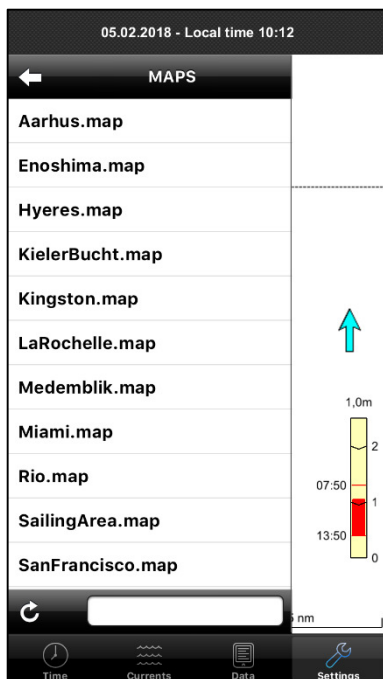 05.02.2018 - Local time 10:12
MAPS
Aarhus.map
Enoshima.map
Hyeres.map
KielerBucht.map
Kingston.map
LaRochelle.map
Medemblik.map
Miami.map
Rio.map
SailingArea.map
SanFrancisco.map
1,0m
2
07:50
1
13:50
0
nm
Time Currents Data Settings